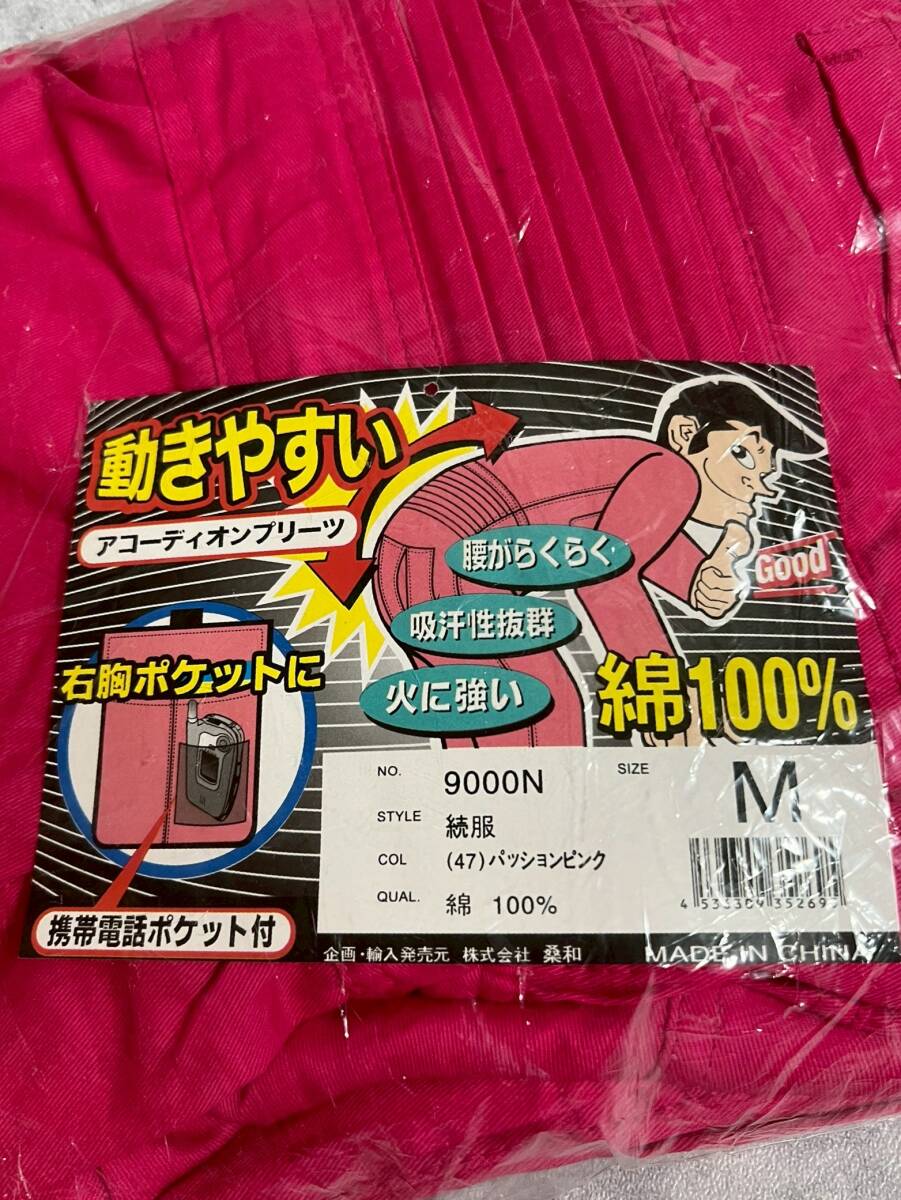 動きやすい
アコーディオンプリーツ
腰がらくらく
Good
吸汗性抜群
火に強い
綿100%
右胸ポケットに
携帯電話ポケット付
NO. 9000N
SIZE M
STYLE 続服
COL (47)パッションピンク
QUAL. 綿 100%
企画・輸入発売元 株式会社 桑和
MADE IN CHINA